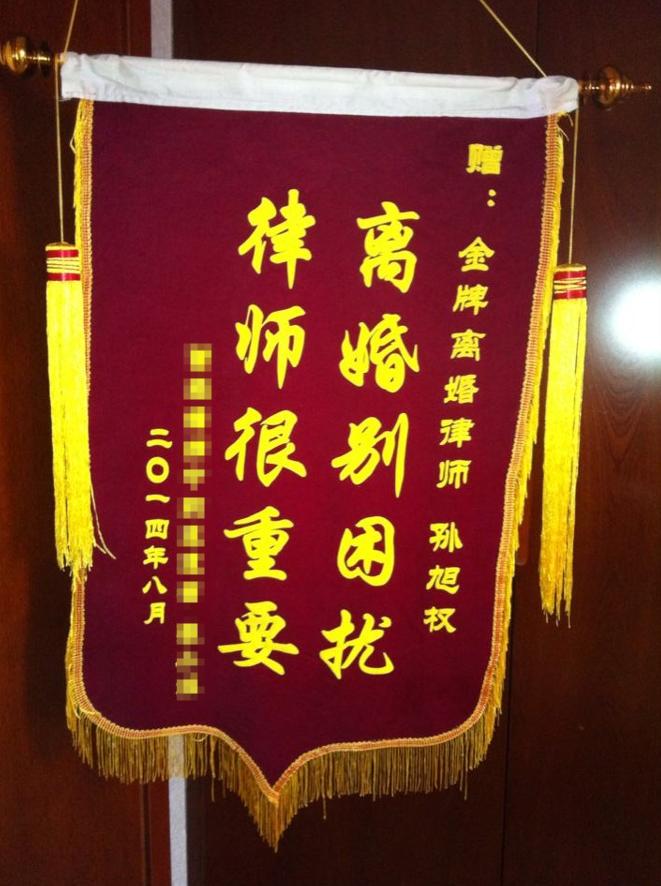 赠：金牌离婚律师 孙旭权
离婚别困扰
律师很重要
二〇一四年八月